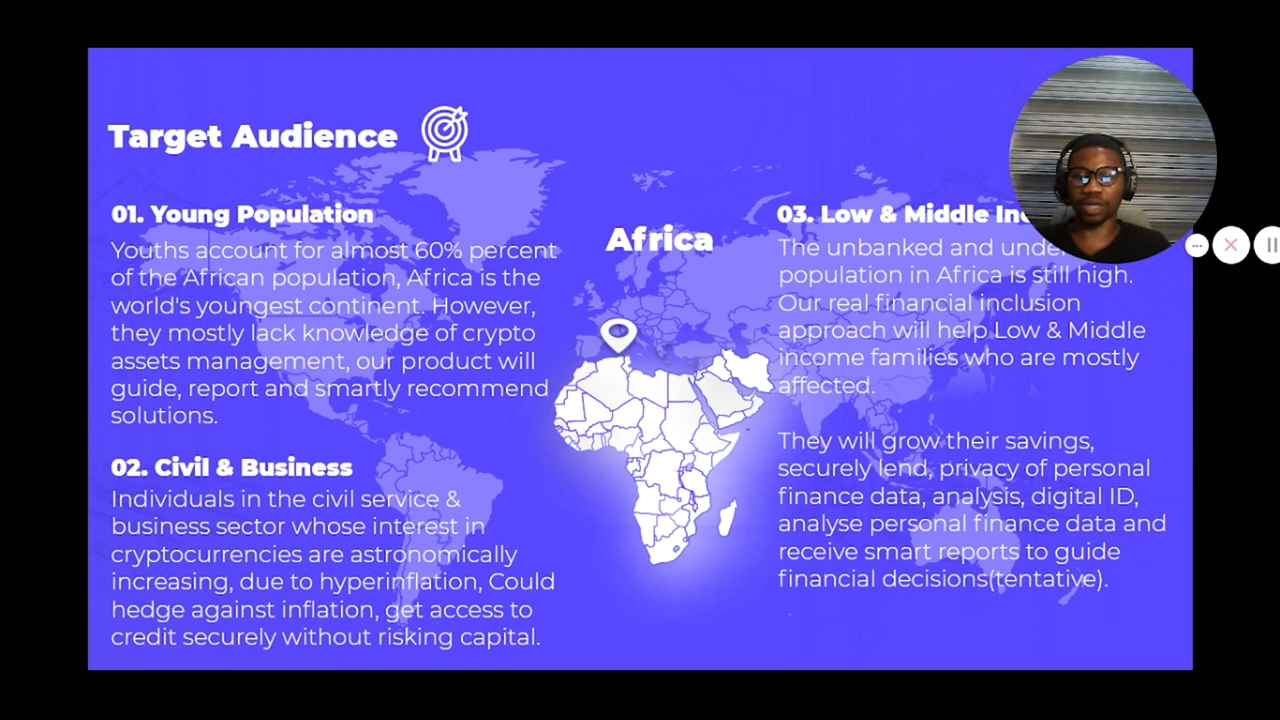 Target Audience
01. Young Population
Youths account for almost 60% percent
of the African population, Africa is the
world's youngest continent. However,
they mostly lack knowledge of crypto
assets management, our product will
guide, report and smartly recommend
solutions.
02. Civil & Business
Individuals in the civil service &
business sector whose interest in
cryptocurrencies are astronomically
increasing, due to hyperinflation, Could
hedge against inflation, get access to
credit securely without risking capital.
Africa
03. Low & Middle
The unbanked and
population in Africa is still high.
Our real financial inclusion
approach will help Low & Middle
income families who are mostly
affected.
They will grow their savings,
securely lend, privacy of personal
finance data, analysis, digital ID,
analyse personal finance data and
receive smart reports to guide
financial decisions(tentative).